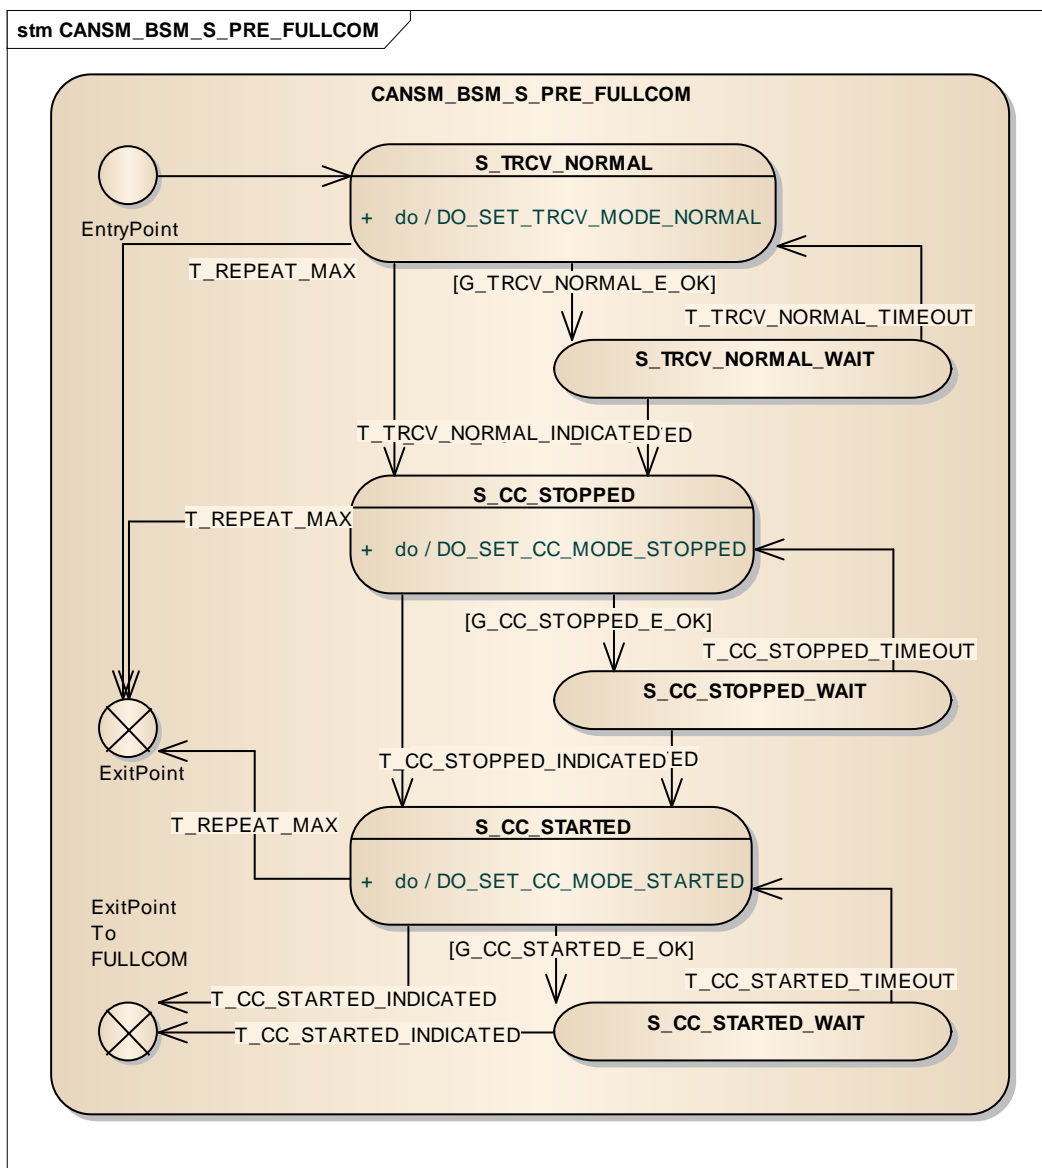 stm CANSM_BSM_S_PRE_FULLCOM
CANSM_BSM_S_PRE_FULLCOM
S_TRCV_NORMAL
+ do / DO_SET_TRCV_MODE_NORMAL
EntryPoint
T_REPEAT_MAX
[G_TRCV_NORMAL_E_OK]
T_TRCV_NORMAL_TIMEOUT
S_TRCV_NORMAL_WAIT
T_TRCV_NORMAL_INDICATED
ED
S_CC_STOPPED
T_REPEAT_MAX
+ do / DO_SET_CC_MODE_STOPPED
[G_CC_STOPPED_E_OK]
T_CC_STOPPED_TIMEOUT
S_CC_STOPPED_WAIT
T_CC_STOPPED_INDICATED
ED
ExitPoint
T_REPEAT_MAX
S_CC_STARTED
+ do / DO_SET_CC_MODE_STARTED
ExitPoint
To
FULLCOM
[G_CC_STARTED_E_OK]
T_CC_STARTED_TIMEOUT
T_CC_STARTED_INDICATED
S_CC_STARTED_WAIT
T_CC_STARTED_INDICATED